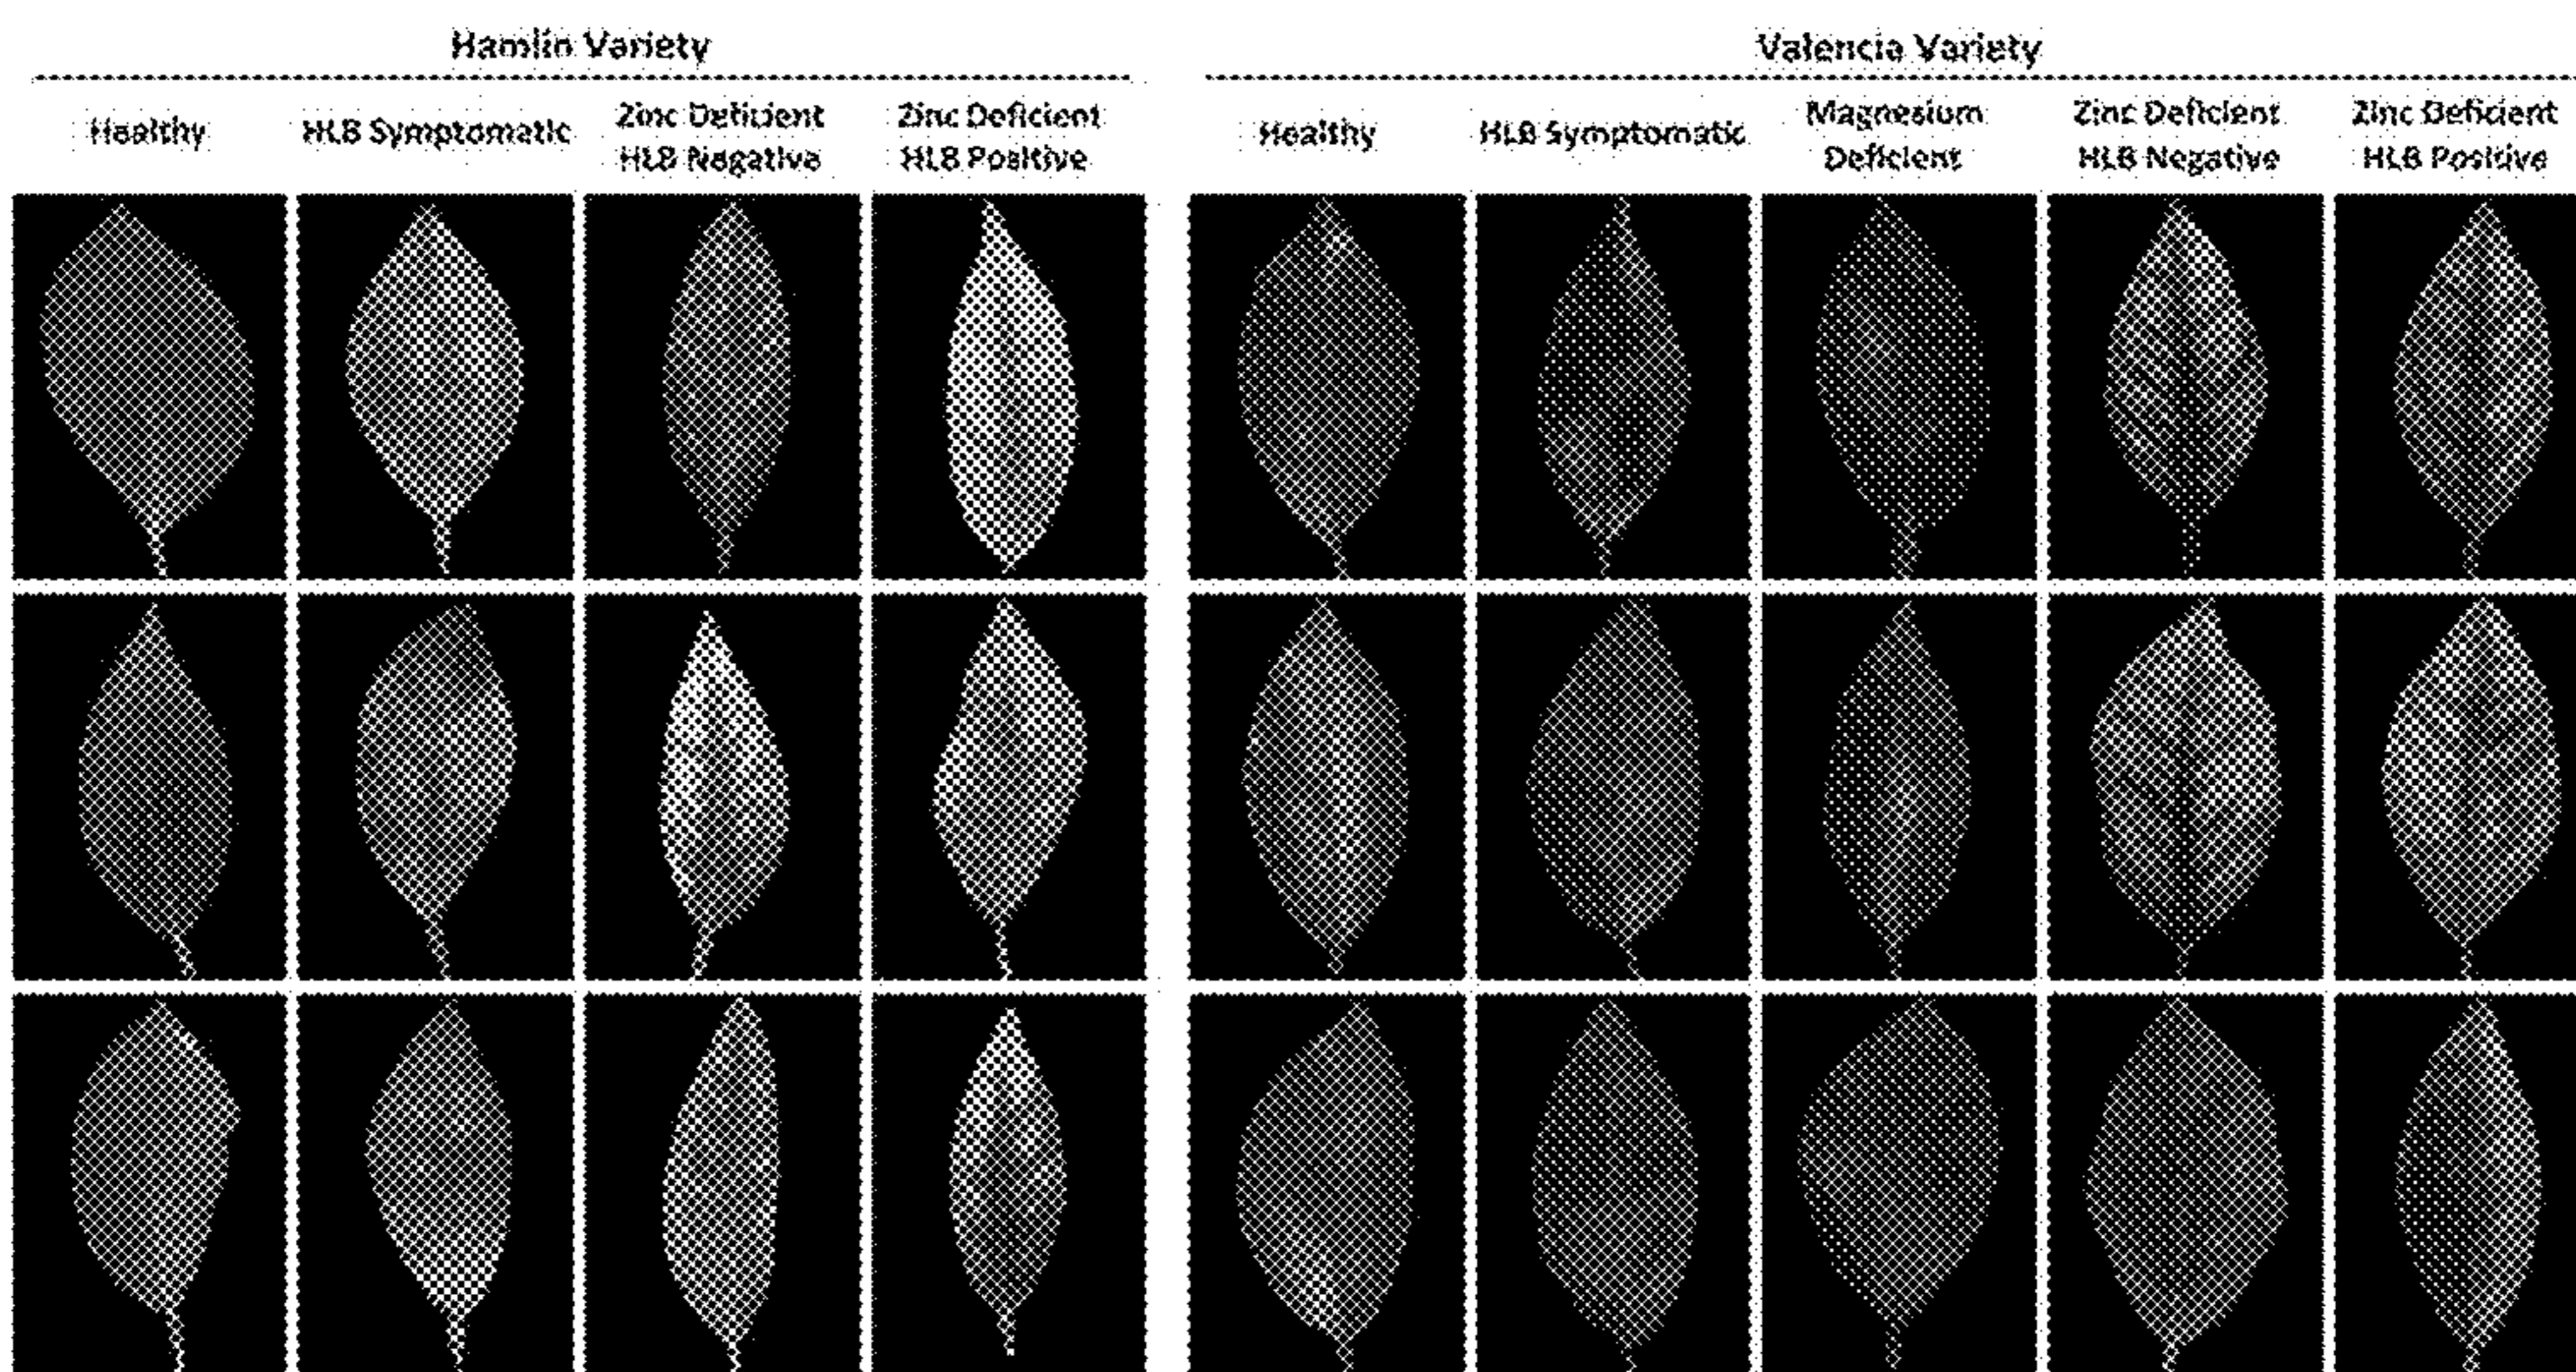 Hamlin Variety
Healthy
HLB Symptomatic
Zinc Deficient
HLB Negative
Zinc Deficient
HLB Positive
Valencia Variety
Healthy
HLB Symptomatic
Magnesium
Deficient
Zinc Deficient
HLB Negative
Zinc Deficient
HLB Positive